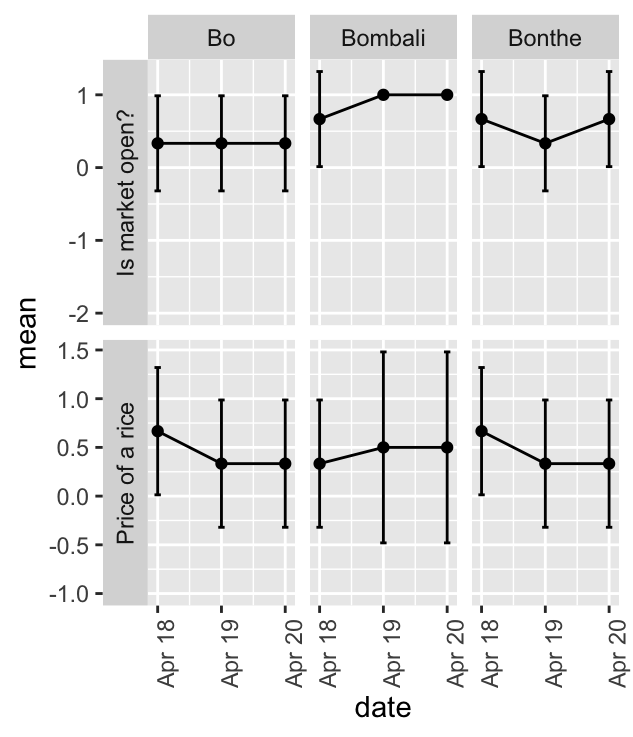 Bo
Bombali
Bonthe
mean
Is market open?
1
0
-1
-2
Price of a rice
1.5
1.0
0.5
0.0
-0.5
-1.0
Apr 18
Apr 19
Apr 20
Apr 18
Apr 19
Apr 20
Apr 18
Apr 19
Apr 20
date